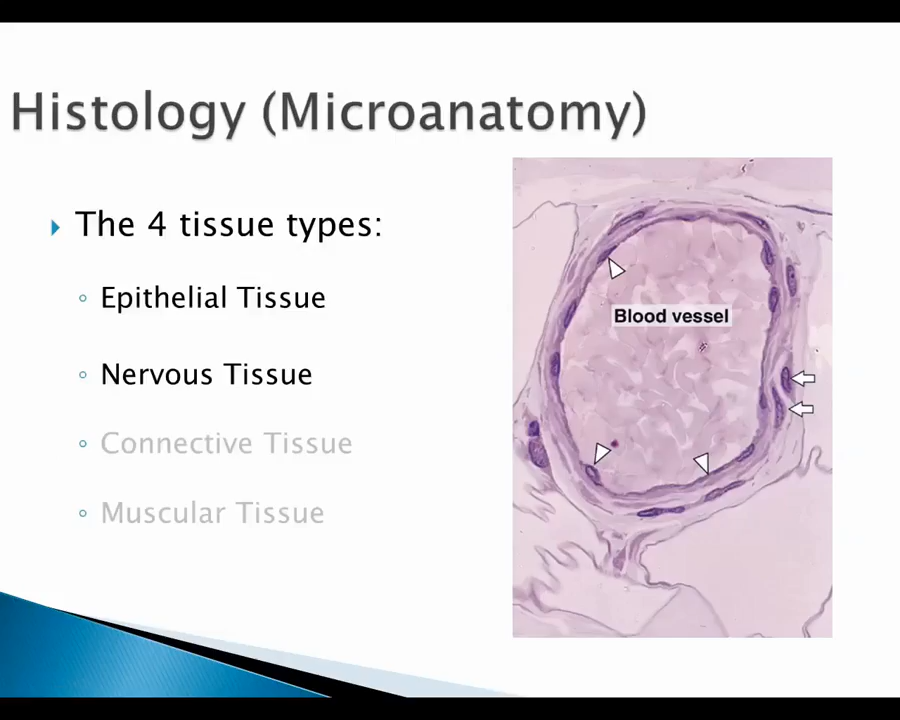 Histology (Microanatomy)
The 4 tissue types:
Epithelial Tissue
Nervous Tissue
Connective Tissue
Muscular Tissue
Blood vessel